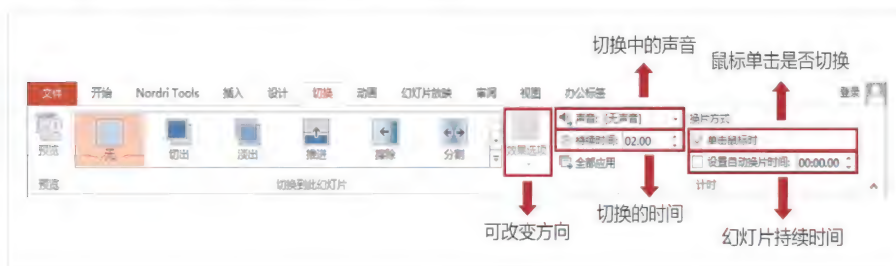 切换中的声音
鼠标单击是否切换
文件 开始 Nordri Tools 插入 设计 切换 动画 幻灯片放映 审阅 视图 办公标签 登录
预览 无 切出 淡出 推进 擦除 分割 效果选项
声音: [无声音] 换片方式
持续时间: 02.00 单击鼠标时
全部应用 设置自动换片时间: 00:00.00
预览 切换到此幻灯片 计时
可改变方向 切换的时间 幻灯片持续时间